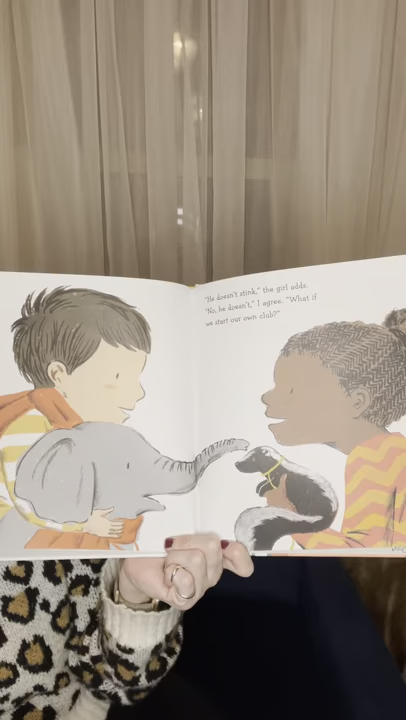 "He doesn't stink," the girl adds.
"No, he doesn't," I agree. "What if
we start our own club?"